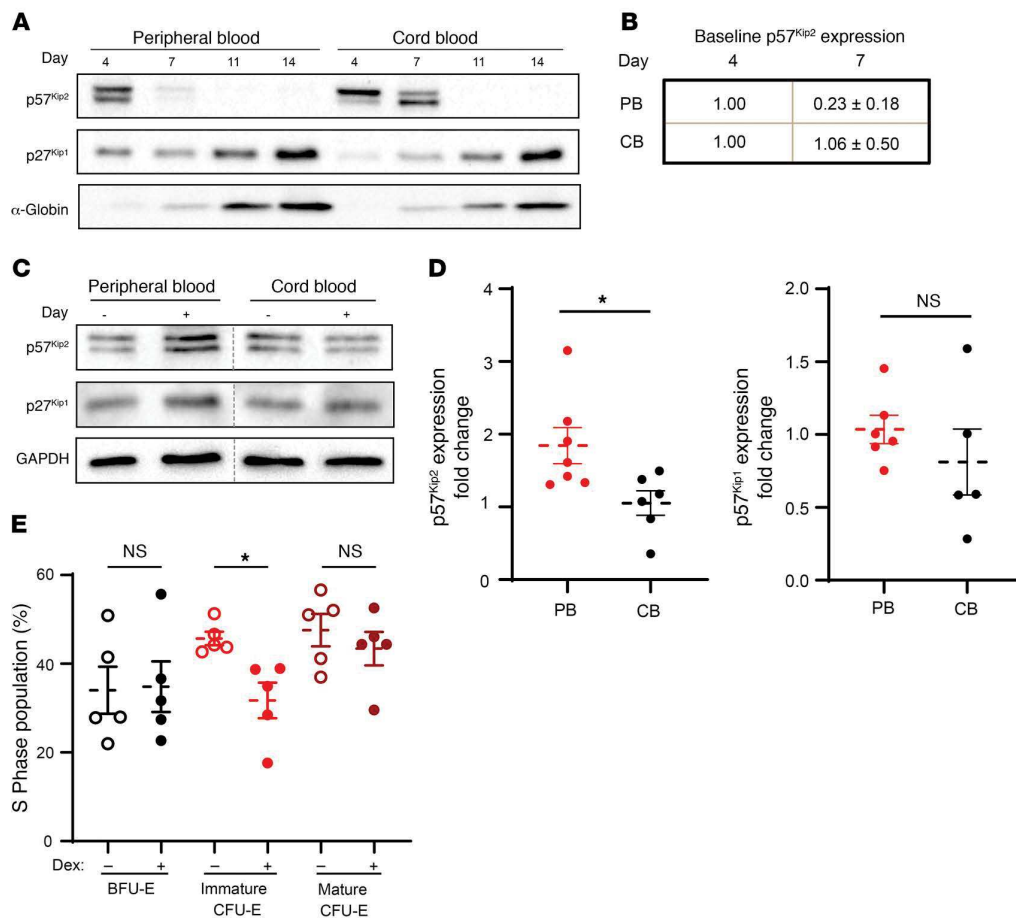 A
Peripheral blood Cord blood
Day 4 7 11 14 4 7 11 14
p57Kip2
p27Kip1
α-Globin
B
Baseline p57Kip2 expression
Day 4 7
PB 1.00 0.23 ± 0.18
CB 1.00 1.06 ± 0.50
C
Peripheral blood Cord blood
Day - + - +
p57Kip2
p27Kip1
GAPDH
D
p57Kip2 expression
fold change
4
3
2
1
0
*
PB CB
p57Kip1 expression
fold change
2.0
1.5
1.0
0.5
0.0
NS
PB CB
E
S Phase population (%)
60
40
20
0
NS * NS
Dex: – + – + – +
BFU-E Immature Mature
CFU-E CFU-E